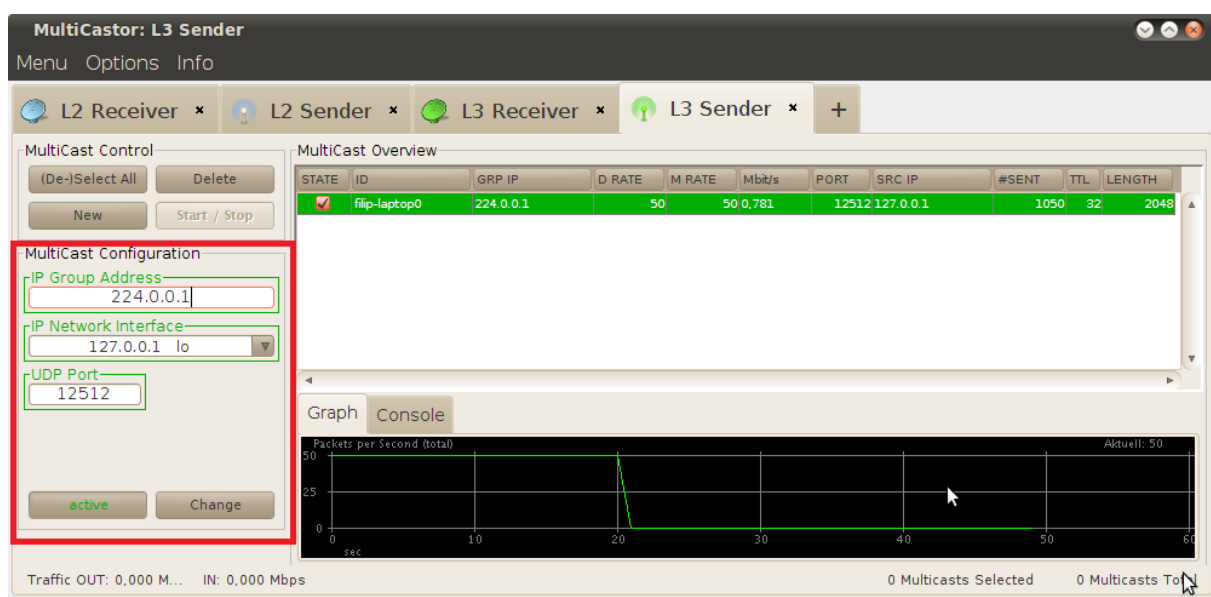 MultiCastor: L3 Sender
Menu Options Info
L2 Receiver × L2 Sender × L3 Receiver × L3 Sender × +
MultiCast Control
(De-)Select All Delete
New Start / Stop
MultiCast Configuration
IP Group Address
224.0.0.1
IP Network Interface
127.0.0.1 lo
UDP Port
12512
active Change
MultiCast Overview
STATE ID GRP IP D RATE M RATE Mbit/s PORT SRC IP #SENT TTL LENGTH
filip-laptop0 224.0.0.1 50 50 0,781 12512 127.0.0.1 1050 32 2048
Graph Console
Packets per Second (total) Aktuell: 50
50
25
0
0 10 20 30 40 50 60
sec
Traffic OUT: 0,000 M... IN: 0,000 Mbps 0 Multicasts Selected 0 Multicasts Total